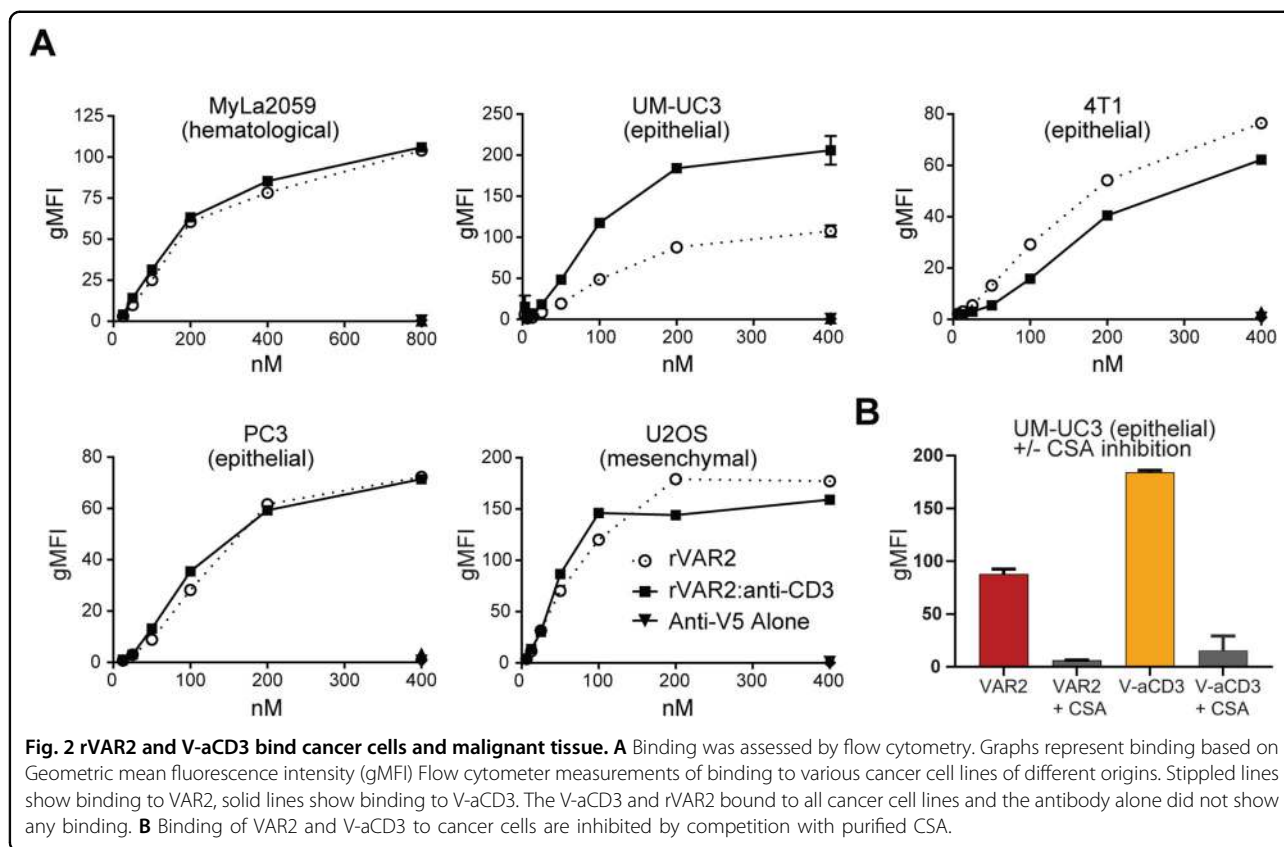 A
MyLa2059
(hematological)
125
100
75
50
25
0
gMFI
0
200
400
600
800
nM
UM-UC3
(epithelial)
250
200
150
100
50
0
gMFI
0
100
200
300
400
nM
4T1
(epithelial)
80
60
40
20
0
gMFI
0
100
200
300
400
nM
PC3
(epithelial)
80
60
40
20
0
gMFI
0
100
200
300
400
nM
U2OS
(mesenchymal)
200
150
100
50
0
gMFI
0
100
200
300
400
nM
rVAR2
rVAR2:anti-CD3
Anti-V5 Alone
B
UM-UC3 (epithelial)
+/- CSA inhibition
200
150
100
50
0
gMFI
VAR2
VAR2
+ CSA
V-aCD3
V-aCD3
+ CSA
Fig. 2 rVAR2 and V-aCD3 bind cancer cells and malignant tissue. A Binding was assessed by flow cytometry. Graphs represent binding based on
Geometric mean fluorescence intensity (gMFI) Flow cytometer measurements of binding to various cancer cell lines of different origins. Stippled lines
show binding to VAR2, solid lines show binding to V-aCD3. The V-aCD3 and rVAR2 bound to all cancer cell lines and the antibody alone did not show
any binding. B Binding of VAR2 and V-aCD3 to cancer cells are inhibited by competition with purified CSA.